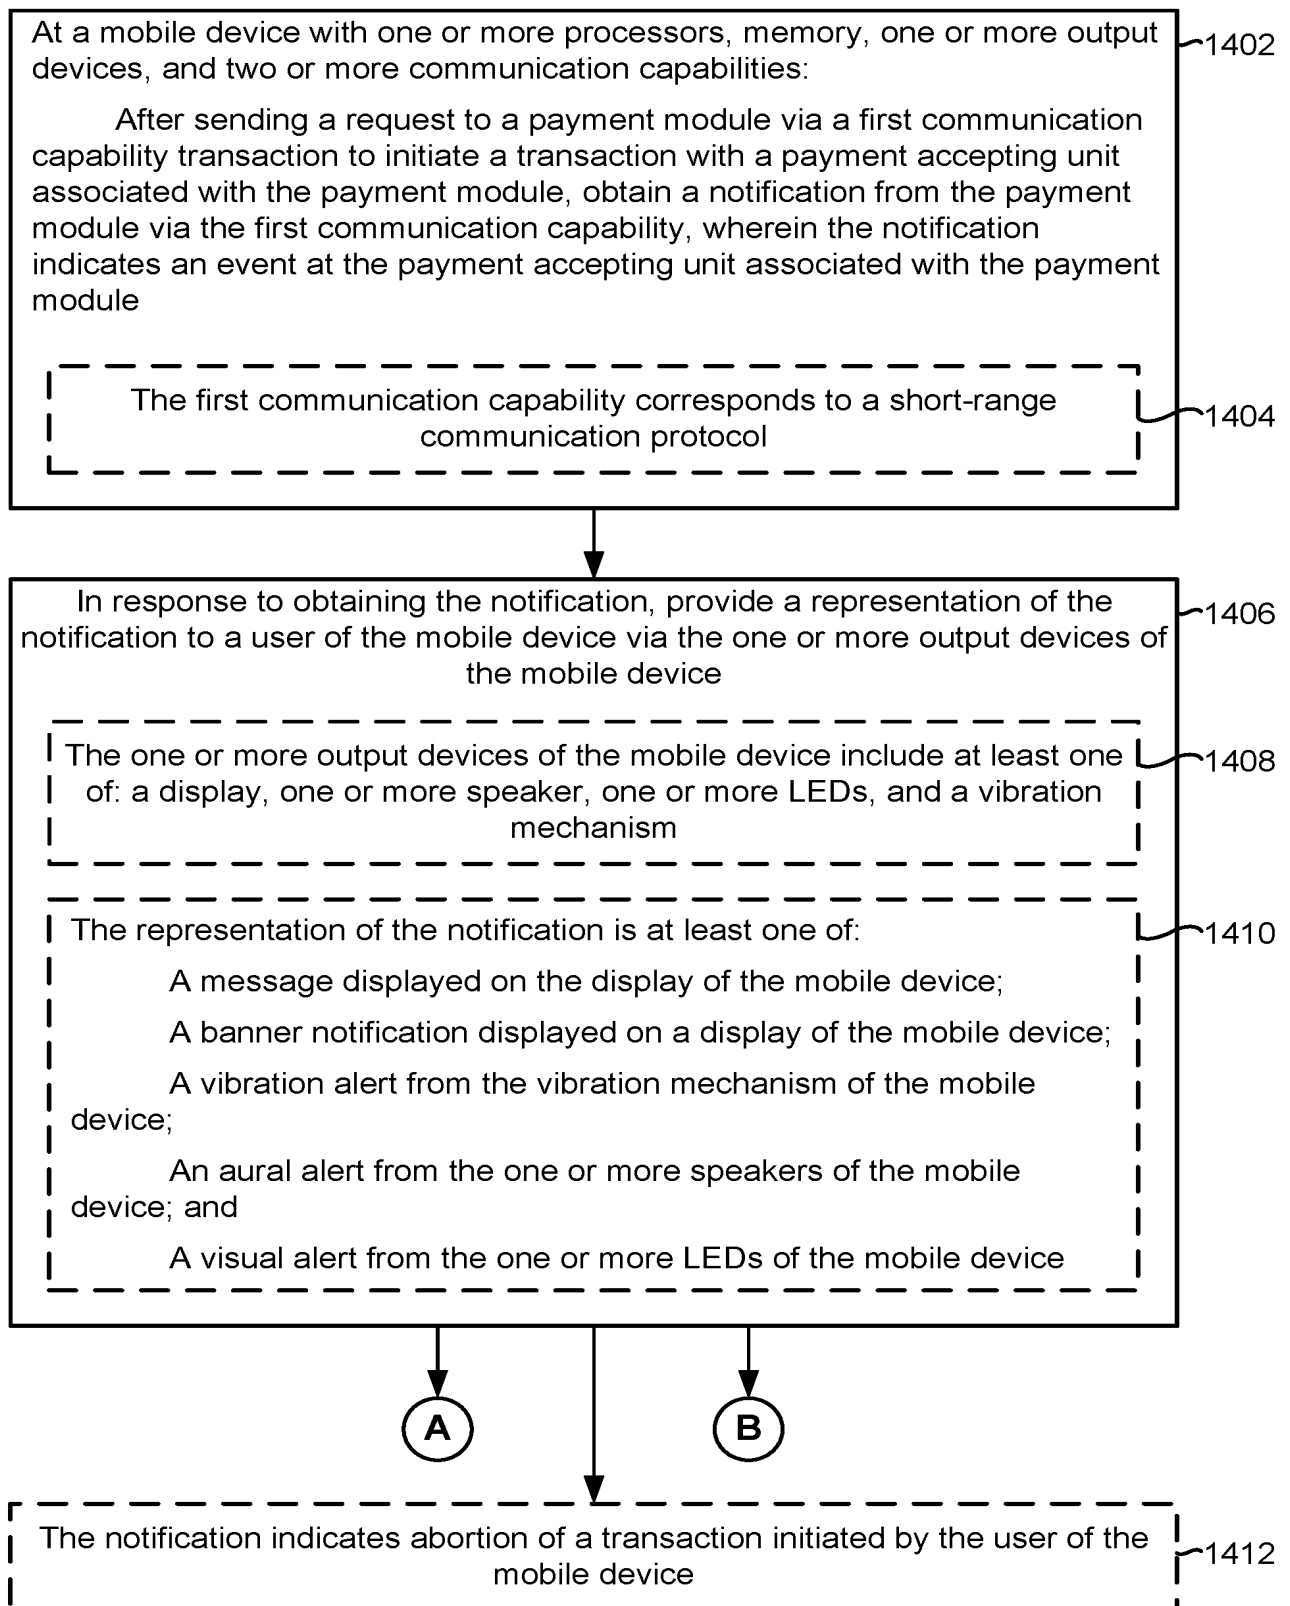 At a mobile device with one or more processors, memory, one or more output
devices, and two or more communication capabilities:
1402
After sending a request to a payment module via a first communication
capability transaction to initiate a transaction with a payment accepting unit
associated with the payment module, obtain a notification from the payment
module via the first communication capability, wherein the notification
indicates an event at the payment accepting unit associated with the payment
module
The first communication capability corresponds to a short-range
communication protocol
1404
In response to obtaining the notification, provide a representation of the
notification to a user of the mobile device via the one or more output devices of
the mobile device
1406
The one or more output devices of the mobile device include at least one
of: a display, one or more speaker, one or more LEDs, and a vibration
mechanism
1408
The representation of the notification is at least one of:
1410
A message displayed on the display of the mobile device;
A banner notification displayed on a display of the mobile device;
A vibration alert from the vibration mechanism of the mobile
device;
An aural alert from the one or more speakers of the mobile
device; and
A visual alert from the one or more LEDs of the mobile device
A
B
The notification indicates abortion of a transaction initiated by the user of the
mobile device
1412